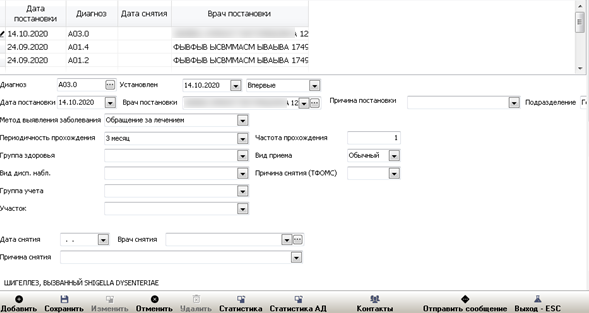 Дата постановки Диагноз Дата снятия Врач постановки
14.10.2020 A03.0 12
24.09.2020 A01.4 ФЫВФЫВ ЫСВММАСМ ЫВАЫВА 1749
24.09.2020 A01.2 ФЫВФЫВ ЫСВММАСМ ЫВАЫВА 1749
Диагноз A03.0 ... Установлен 14.10.2020 Впервые
Дата постановки 14.10.2020 Врач постановки 12 ... Причина постановки Подразделение
Метод выявления заболевания Обращение за лечением
Периодичность прохождения 3 месяц Частота прохождения 1
Группа здоровья Вид приема Обычный
Вид дисп. набл. Причина снятия (ТФОМС)
Группа учета
Участок
Дата снятия . . Врач снятия ...
Причина снятия
ШИГЕЛЛЕЗ, ВЫЗВАННЫЙ SHIGELLA DYSENTERIAE
Добавить Сохранить Изменить Отменить Удалить Статистика Статистика АД Контакты Отправить сообщение Выход - ESC